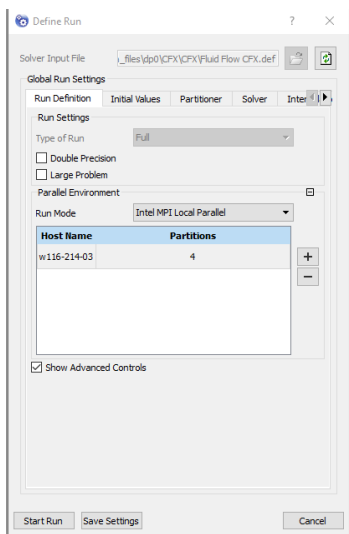 Define Run
? ×
Solver Input File
_files\dp0\CFX\CFX\Fluid Flow CFX.def
Global Run Settings
Run Definition Initial Values Partitioner Solver
Run Settings
Type of Run Full
Double Precision
Large Problem
Parallel Environment
Run Mode Intel MPI Local Parallel
Host Name Partitions
w116-214-03 4
+
−
Show Advanced Controls
Start Run Save Settings Cancel